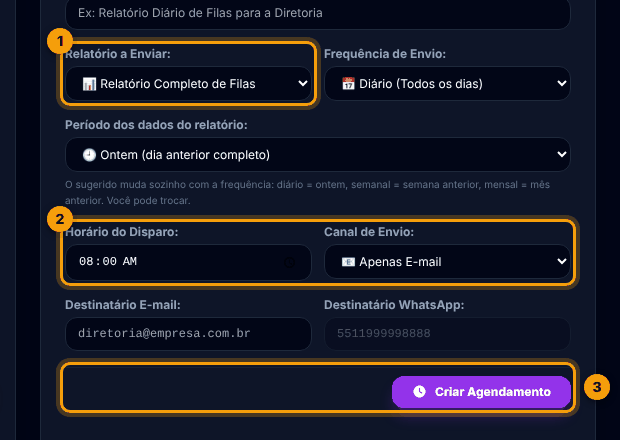 Ex: Relatório Diário de Filas para a Diretoria
1
Relatório a Enviar: Frequência de Envio:
📊 Relatório Completo de Filas 📅 Diário (Todos os dias)
Período dos dados do relatório:
🕘 Ontem (dia anterior completo)
O sugerido muda sozinho com a frequência: diário = ontem, semanal = semana anterior, mensal = mês
anterior. Você pode trocar.
2
Horário do Disparo: Canal de Envio:
08:00 AM 📧 Apenas E-mail
Destinatário E-mail: Destinatário WhatsApp:
diretoria@empresa.com.br 5511999998888
Criar Agendamento 3